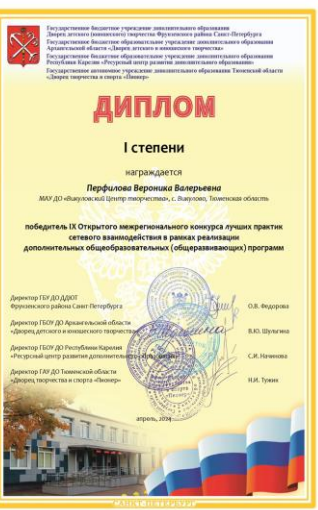 Государственное бюджетное учреждение дополнительного образования
Дворец детского (юношеского) творчества Фрунзенского района Санкт-Петербурга
Государственное бюджетное образовательное учреждение дополнительного образования
Архангельской области «Дворец детского и юношеского творчества»
Государственное бюджетное образовательное учреждение дополнительного образования
Республики Карелия «Ресурсный центр развития дополнительного образования»
Государственное автономное учреждение дополнительного образования Тюменской области
«Дворец творчества и спорта «Пионер»
ДИПЛОМ
I степени
награждается
Перфилова Вероника Валерьевна
МАУ ДО «Викуловский Центр творчества», с. Викулово, Тюменская область
победитель IX Открытого межрегионального конкурса лучших практик
сетевого взаимодействия в рамках реализации
дополнительных общеобразовательных (общеразвивающих) программ
Директор ГБУ ДО ДДЮТ
Фрунзенского района Санкт-Петербурга О.В. Федорова
Директор ГБОУ ДО Архангельской области
«Дворец детского и юношеского творчества» В.Ю. Шульгина
Директор ГБОУ ДО Республики Карелия
«Ресурсный центр развития дополнительного образования» С.И. Начинова
Директор ГАУ ДО Тюменской области
«Дворец творчества и спорта «Пионер» Н.И. Тужик
апрель, 2024
САНКТ-ПЕТЕРБУРГ